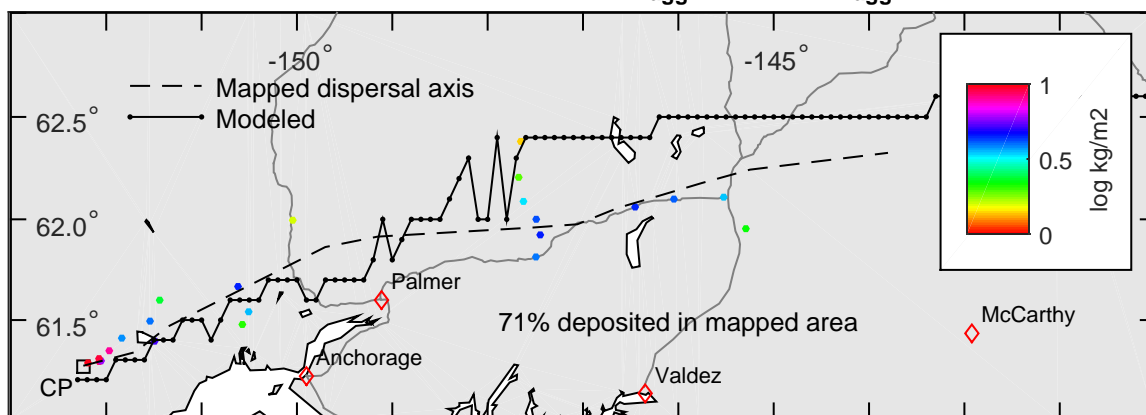 -150° -145°
Mapped dispersal axis
Modeled
62.5°
62.0°
61.5°
1
0.5
0
log kg/m2
Palmer
McCarthy
71% deposited in mapped area
Anchorage
Valdez
CP